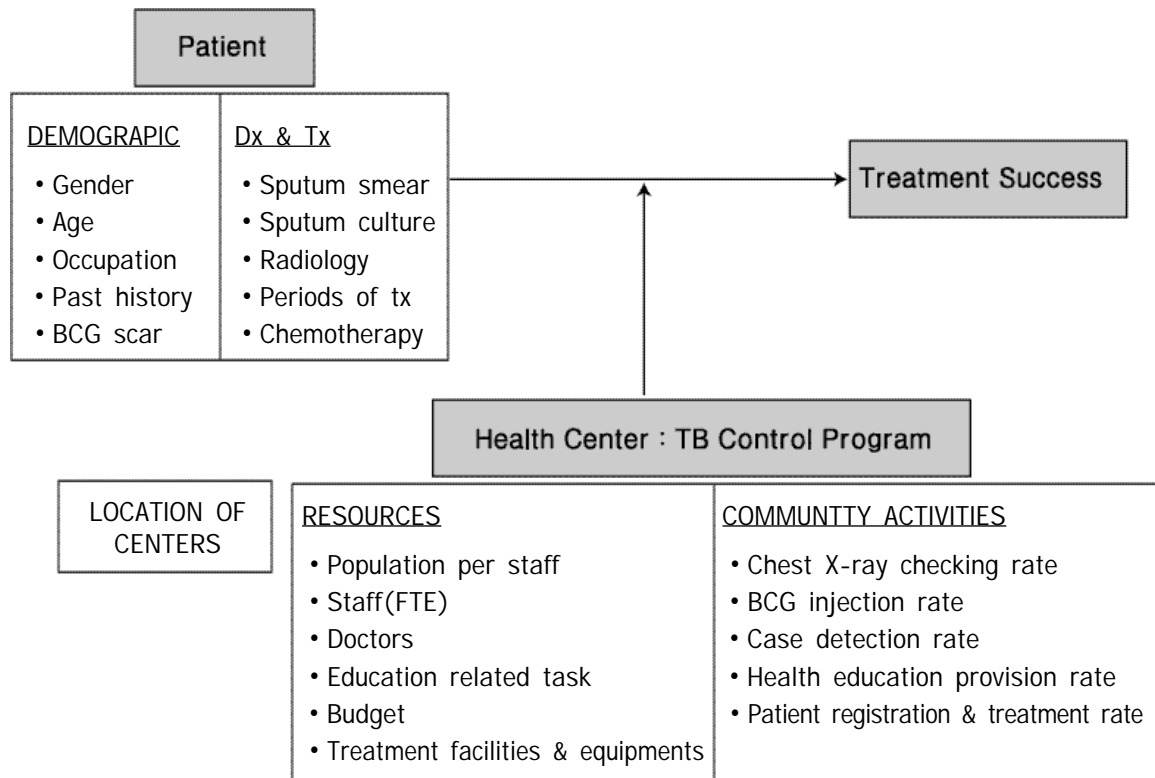 Patient
DEMOGRAPIC
• Gender
• Age
• Occupation
• Past history
• BCG scar
Dx & Tx
• Sputum smear
• Sputum culture
• Radiology
• Periods of tx
• Chemotherapy
Treatment Success
Health Center : TB Control Program
LOCATION OF
CENTERS
RESOURCES
• Population per staff
• Staff(FTE)
• Doctors
• Education related task
• Budget
• Treatment facilities & equipments
COMMUNTTY ACTIVITIES
• Chest X-ray checking rate
• BCG injection rate
• Case detection rate
• Health education provision rate
• Patient registration & treatment rate